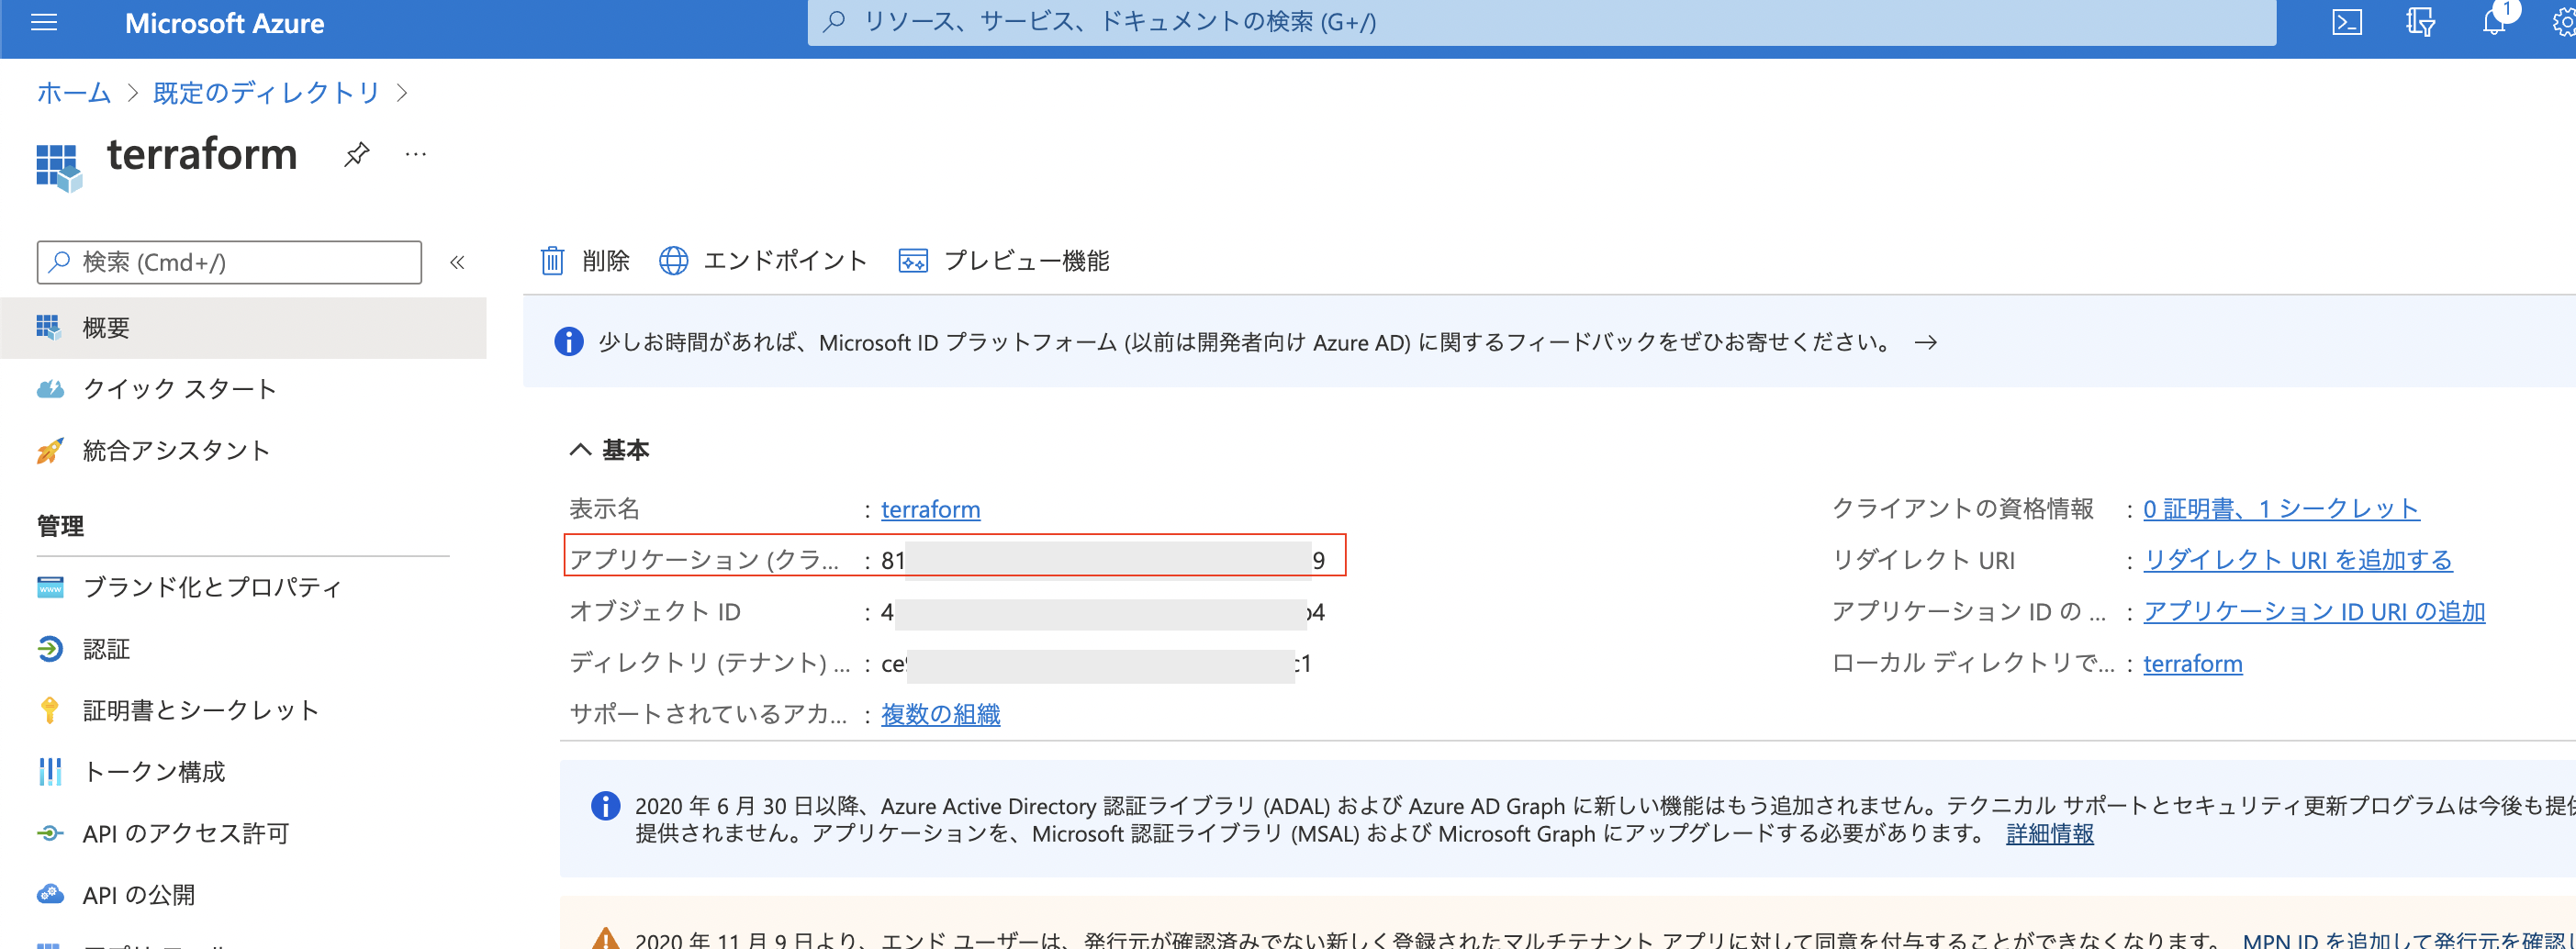 Microsoft Azure
リソース、サービス、ドキュメントの検索 (G+/)
1
ホーム > 既定のディレクトリ >
terraform
検索 (Cmd+/)
«
概要
クイック スタート
統合アシスタント
管理
ブランド化とプロパティ
認証
証明書とシークレット
トークン構成
API のアクセス許可
API の公開
削除 エンドポイント プレビュー機能
少しお時間があれば、Microsoft ID プラットフォーム (以前は開発者向け Azure AD) に関するフィードバックをぜひお寄せください。 →
基本
表示名 : terraform
アプリケーション (クラ... : 81 9
オブジェクト ID : 4 4
ディレクトリ (テナント) ... : ce 1
サポートされているアカ... : 複数の組織
クライアントの資格情報 : 0 証明書、1 シークレット
リダイレクト URI : リダイレクト URI を追加する
アプリケーション ID の ... : アプリケーション ID URI の追加
ローカル ディレクトリで... : terraform
2020 年 6 月 30 日以降、Azure Active Directory 認証ライブラリ (ADAL) および Azure AD Graph に新しい機能はもう追加されません。テクニカル サポートとセキュリティ更新プログラムは今後も提供
提供されません。アプリケーションを、Microsoft 認証ライブラリ (MSAL) および Microsoft Graph にアップグレードする必要があります。 詳細情報
2020 年 11 月 9 日より、エンド ユーザーは、発行元が確認済みでない新しく登録されたマルチテナント アプリに対して同意を付与することができなくなります。 MPN ID を追加して発行元を確認